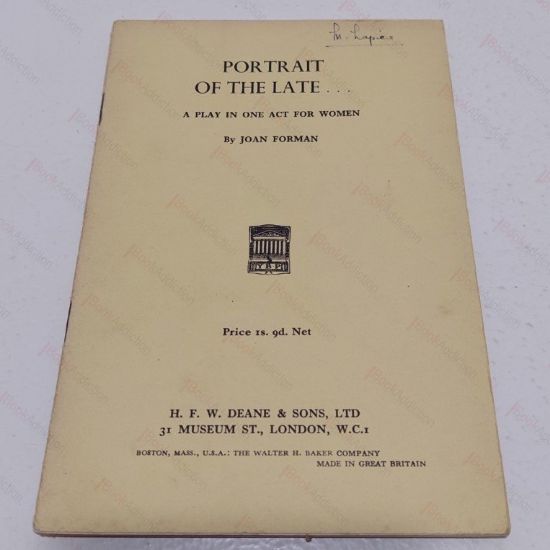 PORTRAIT
OF THE LATE . . .
A PLAY IN ONE ACT FOR WOMEN
By JOAN FORMAN
Y B P
Price 1s. 9d. Net
H. F. W. DEANE & SONS, LTD
31 MUSEUM ST., LONDON, W.C.1
BOSTON, MASS., U.S.A.: THE WALTER H. BAKER COMPANY
MADE IN GREAT BRITAIN
BookAddiction